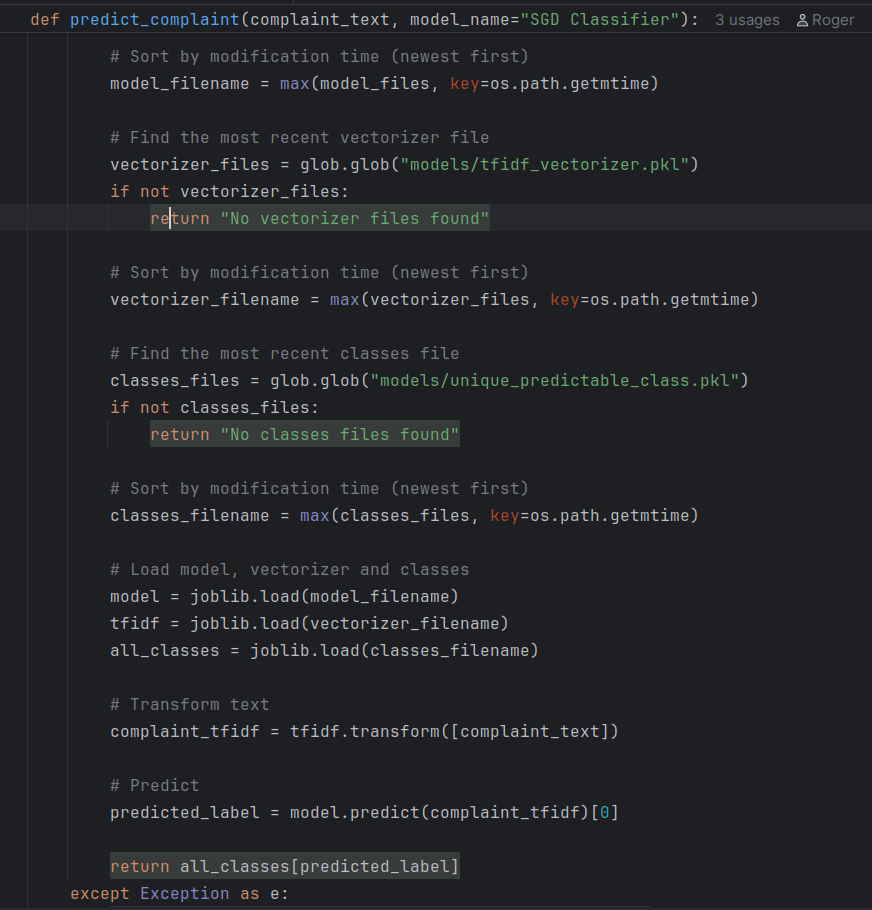 def predict_complaint(complaint_text, model_name="SGD Classifier"): 3 usages Roger
# Sort by modification time (newest first)
model_filename = max(model_files, key=os.path.getmtime)
# Find the most recent vectorizer file
vectorizer_files = glob.glob("models/tfidf_vectorizer.pkl")
if not vectorizer_files:
return "No vectorizer files found"
# Sort by modification time (newest first)
vectorizer_filename = max(vectorizer_files, key=os.path.getmtime)
# Find the most recent classes file
classes_files = glob.glob("models/unique_predictable_class.pkl")
if not classes_files:
return "No classes files found"
# Sort by modification time (newest first)
classes_filename = max(classes_files, key=os.path.getmtime)
# Load model, vectorizer and classes
model = joblib.load(model_filename)
tfidf = joblib.load(vectorizer_filename)
all_classes = joblib.load(classes_filename)
# Transform text
complaint_tfidf = tfidf.transform([complaint_text])
# Predict
predicted_label = model.predict(complaint_tfidf)[0]
return all_classes[predicted_label]
except Exception as e: